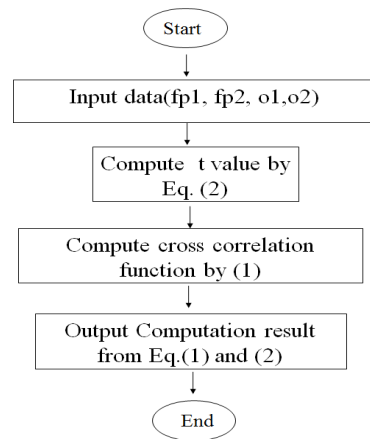 Start
Input data(fp1, fp2, o1,o2)
Compute t value by
Eq. (2)
Compute cross correlation
function by (1)
Output Computation result
from Eq.(1) and (2)
End